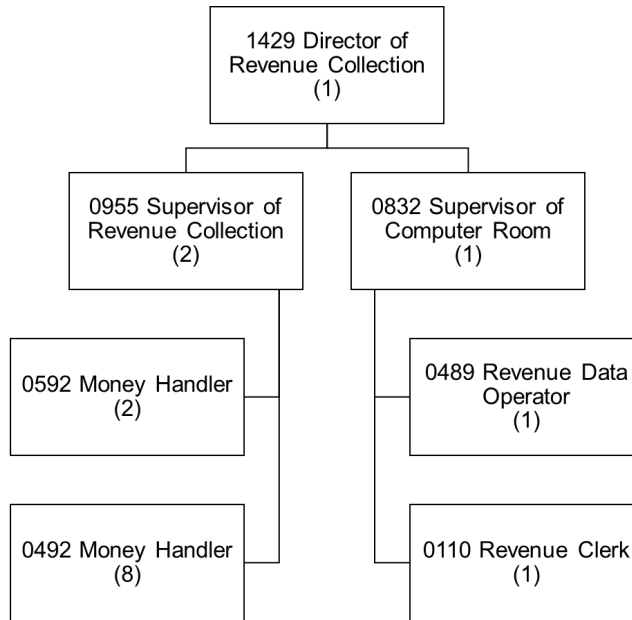 1429 Director of
Revenue Collection
(1)
0955 Supervisor of
Revenue Collection
(2)
0832 Supervisor of
Computer Room
(1)
0592 Money Handler
(2)
0489 Revenue Data
Operator
(1)
0492 Money Handler
(8)
0110 Revenue Clerk
(1)